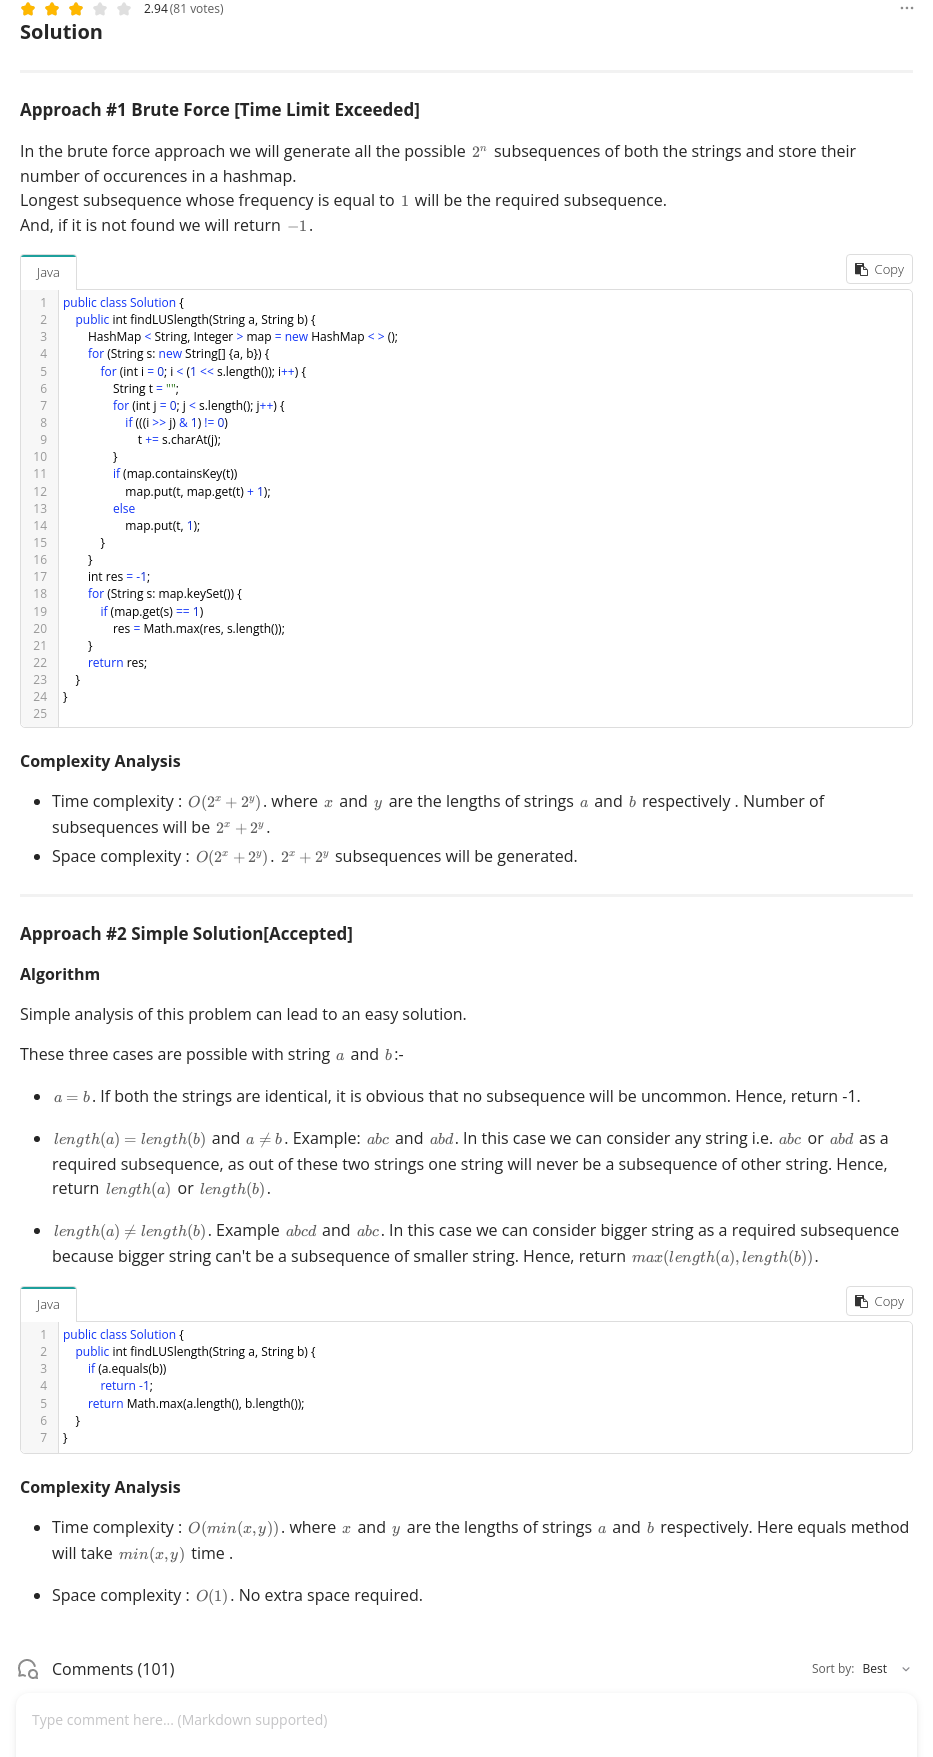 2.94 (81 votes)
Solution
Approach #1 Brute Force [Time Limit Exceeded]
In the brute force approach we will generate all the possible 2ⁿ subsequences of both the strings and store their
number of occurences in a hashmap.
Longest subsequence whose frequency is equal to 1 will be the required subsequence.
And, if it is not found we will return −1.
Java
Copy
1 public class Solution {
2     public int findLUSlength(String a, String b) {
3         HashMap < String, Integer > map = new HashMap < > ();
4         for (String s: new String[] {a, b}) {
5             for (int i = 0; i < (1 << s.length()); i++) {
6                 String t = "";
7                 for (int j = 0; j < s.length(); j++) {
8                     if (((i >> j) & 1) != 0)
9                         t += s.charAt(j);
10                 }
11                 if (map.containsKey(t))
12                     map.put(t, map.get(t) + 1);
13                 else
14                     map.put(t, 1);
15             }
16         }
17         int res = -1;
18         for (String s: map.keySet()) {
19             if (map.get(s) == 1)
20                 res = Math.max(res, s.length());
21         }
22         return res;
23     }
24 }
25
Complexity Analysis
• Time complexity : O(2ˣ + 2ʸ). where x and y are the lengths of strings a and b respectively . Number of
subsequences will be 2ˣ + 2ʸ.
• Space complexity : O(2ˣ + 2ʸ). 2ˣ + 2ʸ subsequences will be generated.
Approach #2 Simple Solution[Accepted]
Algorithm
Simple analysis of this problem can lead to an easy solution.
These three cases are possible with string a and b:-
• a = b. If both the strings are identical, it is obvious that no subsequence will be uncommon. Hence, return -1.
• length(a) = length(b) and a ≠ b. Example: abc and abd. In this case we can consider any string i.e. abc or abd as a
required subsequence, as out of these two strings one string will never be a subsequence of other string. Hence,
return length(a) or length(b).
• length(a) ≠ length(b). Example abcd and abc. In this case we can consider bigger string as a required subsequence
because bigger string can't be a subsequence of smaller string. Hence, return max(length(a), length(b)).
Java
Copy
1 public class Solution {
2     public int findLUSlength(String a, String b) {
3         if (a.equals(b))
4             return -1;
5         return Math.max(a.length(), b.length());
6     }
7 }
Complexity Analysis
• Time complexity : O(min(x, y)). where x and y are the lengths of strings a and b respectively. Here equals method
will take min(x, y) time .
• Space complexity : O(1). No extra space required.
Comments (101)
Sort by: Best
Type comment here... (Markdown supported)